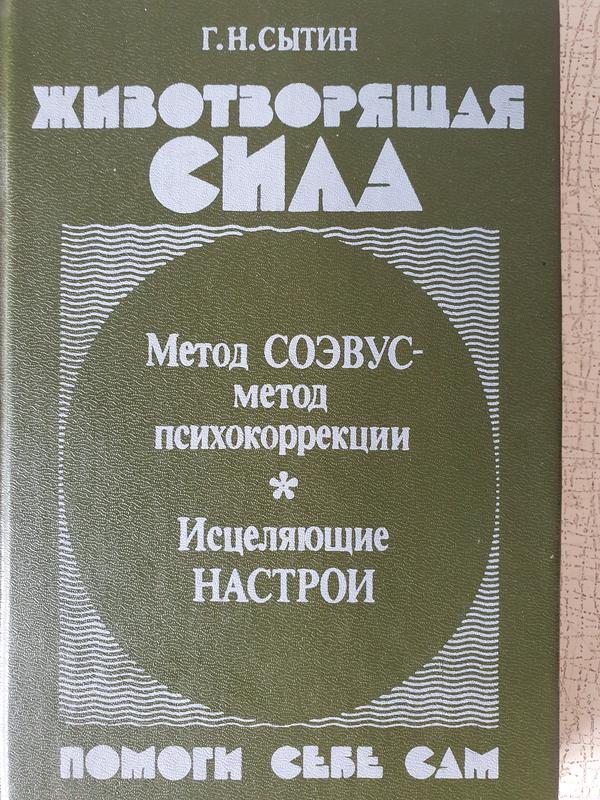 Г.Н.СЫТИН
ЖИВОТВОРЯЩАЯ
СИЛА
Метод СОЭВУС-
метод
психокоррекции
*
Исцеляющие
НАСТРОИ
ПОМОГИ СЕБЕ САМ